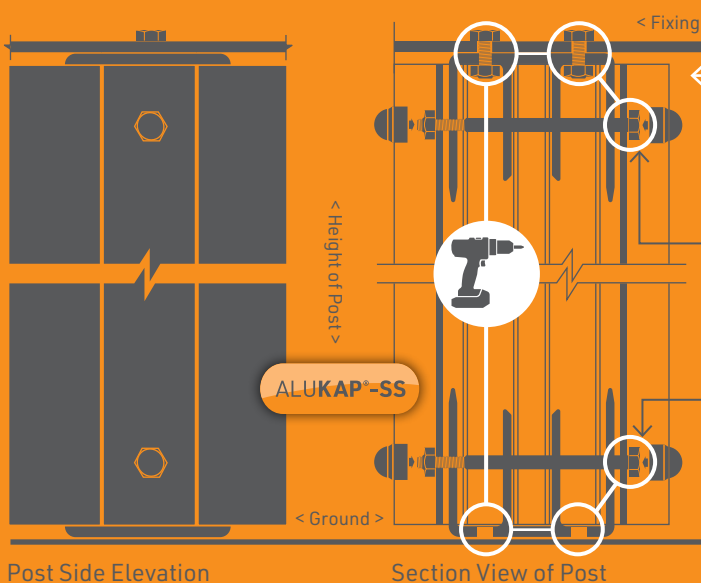 < Fixing
< Height of Post >
ALUKAP®-SS
< Ground >
Post Side Elevation
Section View of Post